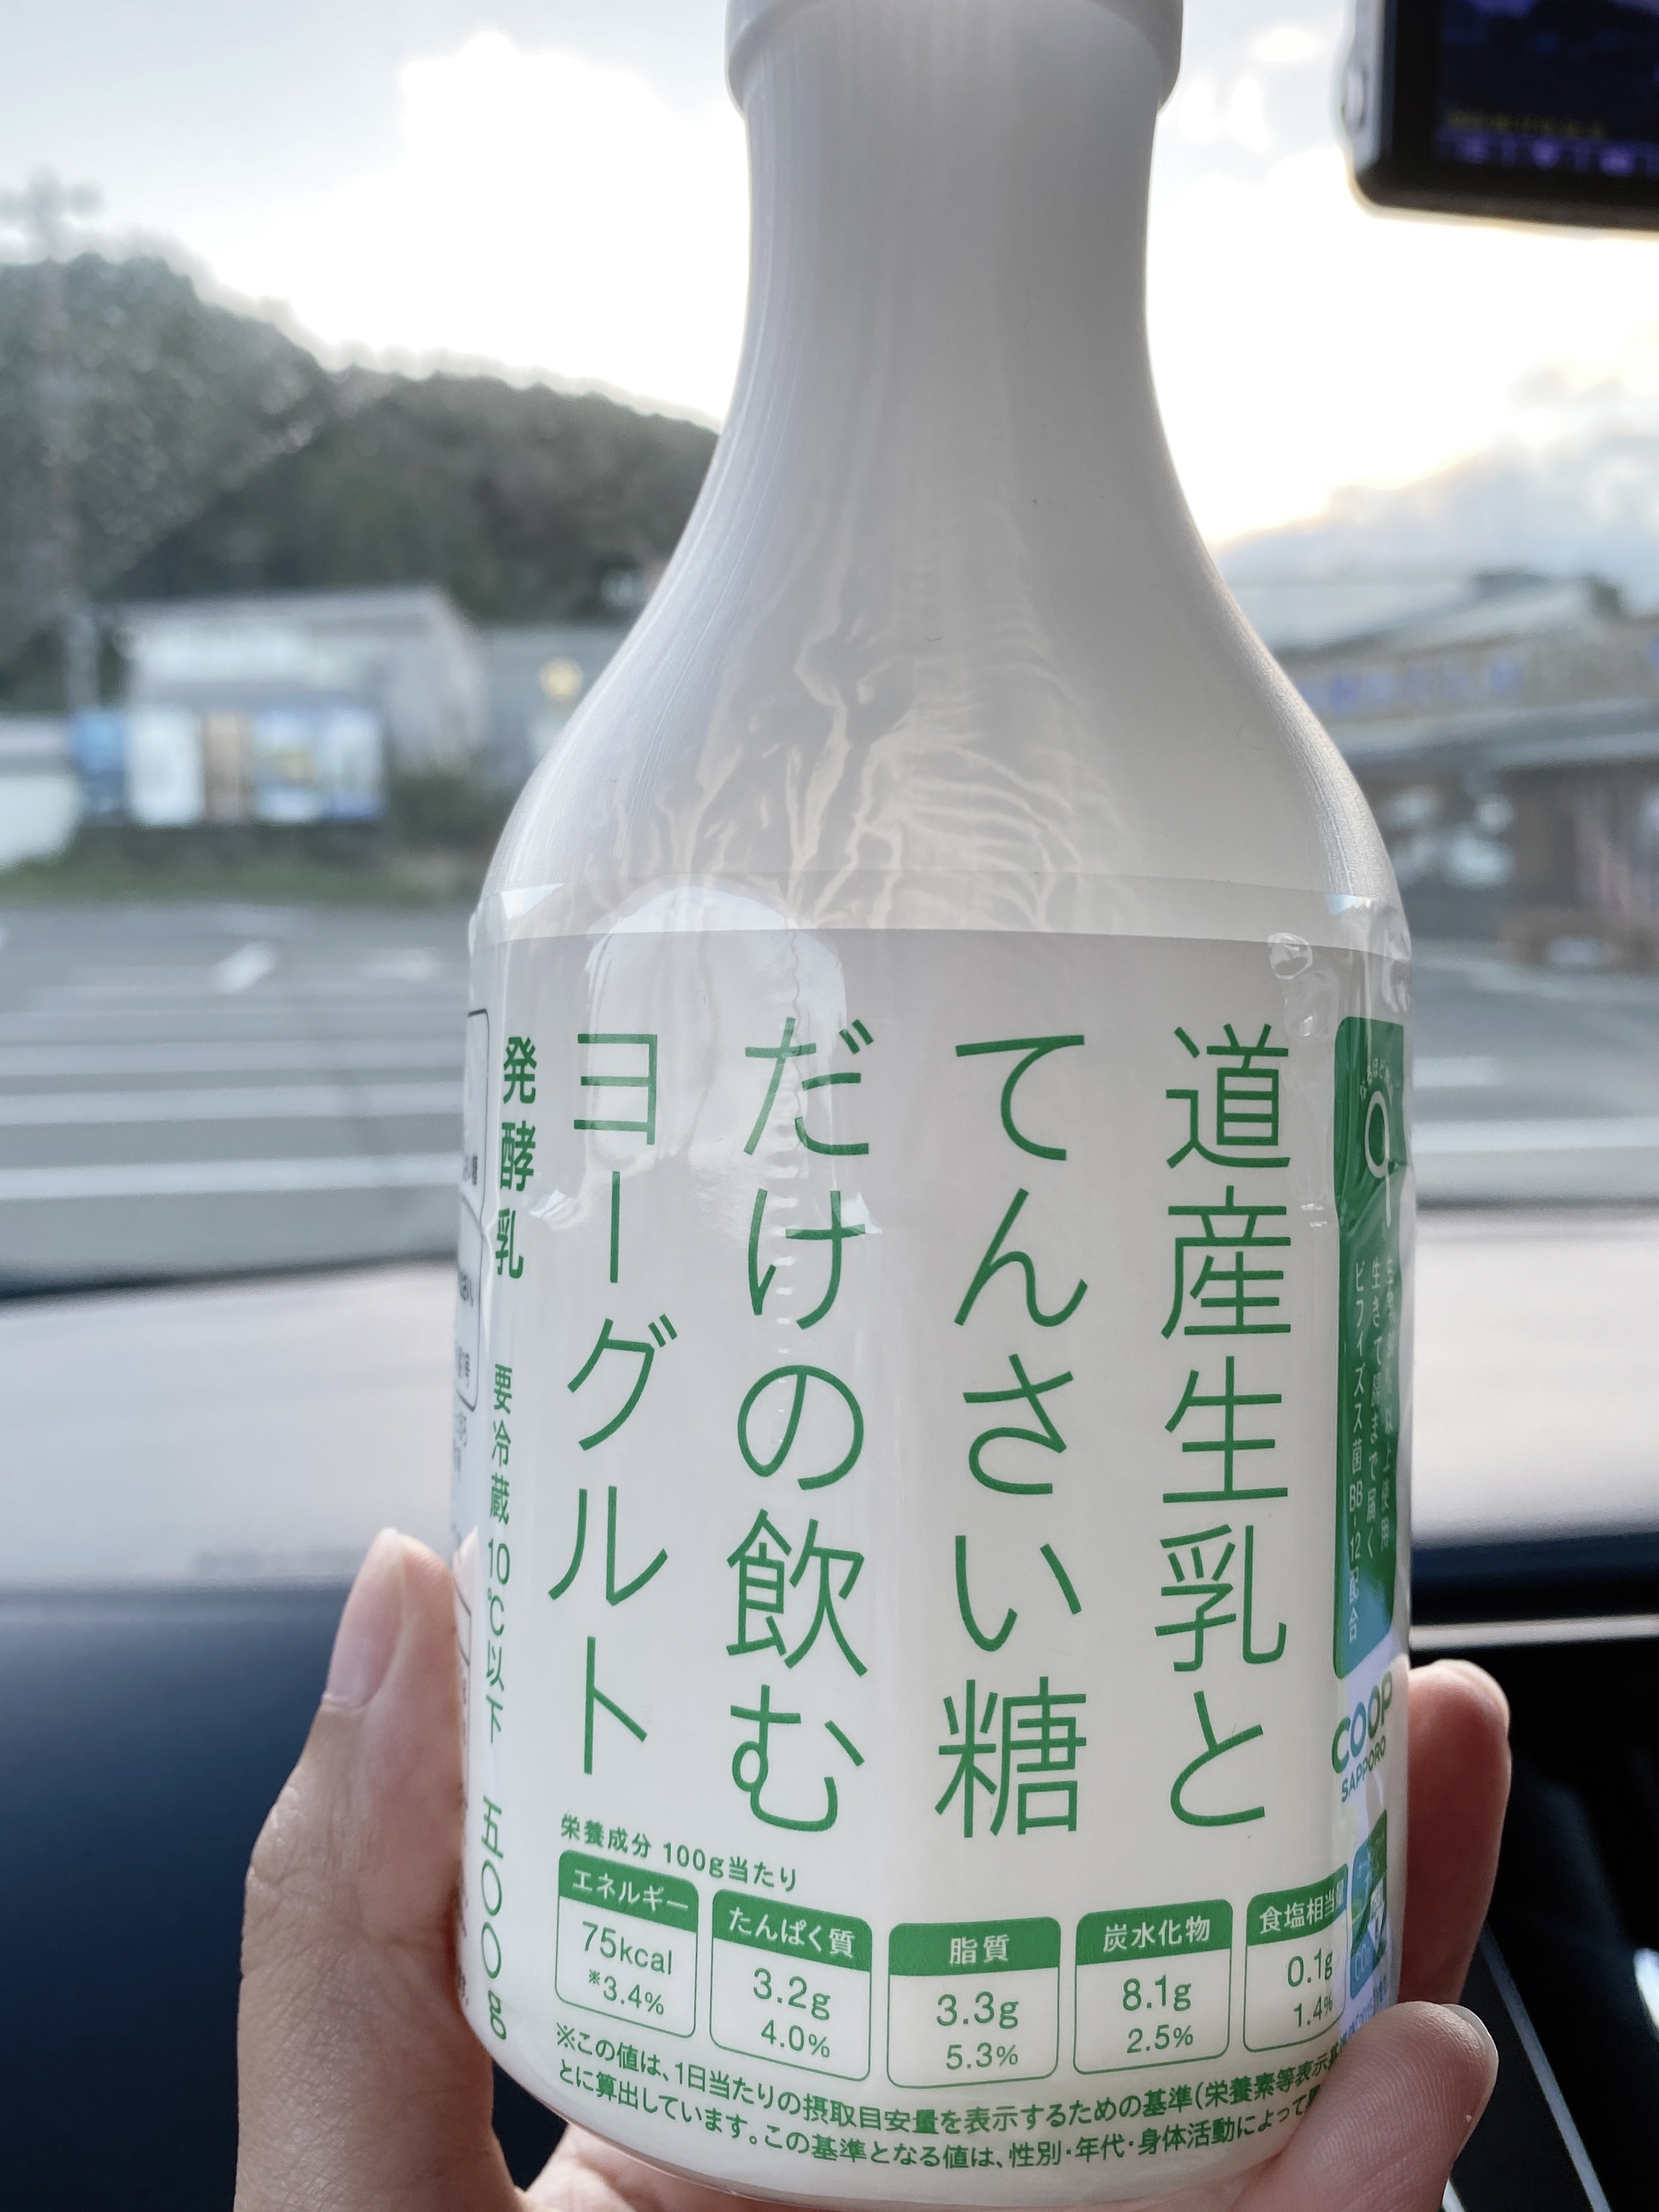 道産生乳と
てんさい糖
だけの飲む
ヨーグルト
発酵乳 要冷蔵 10℃以下 五〇〇g
生きて腸まで届く
ビフィズス菌BB-12配合
COOP
SAPPORO
栄養成分 100g当たり
エネルギー 75kcal ※3.4%
たんぱく質 3.2g 4.0%
脂質 3.3g 5.3%
炭水化物 8.1g 2.5%
食塩相当量 0.1g 1.4%
※この値は、1日当たりの摂取目安量を表示するための基準(栄養素等表示基
とに算出しています。この基準となる値は、性別・年代・身体活動によって